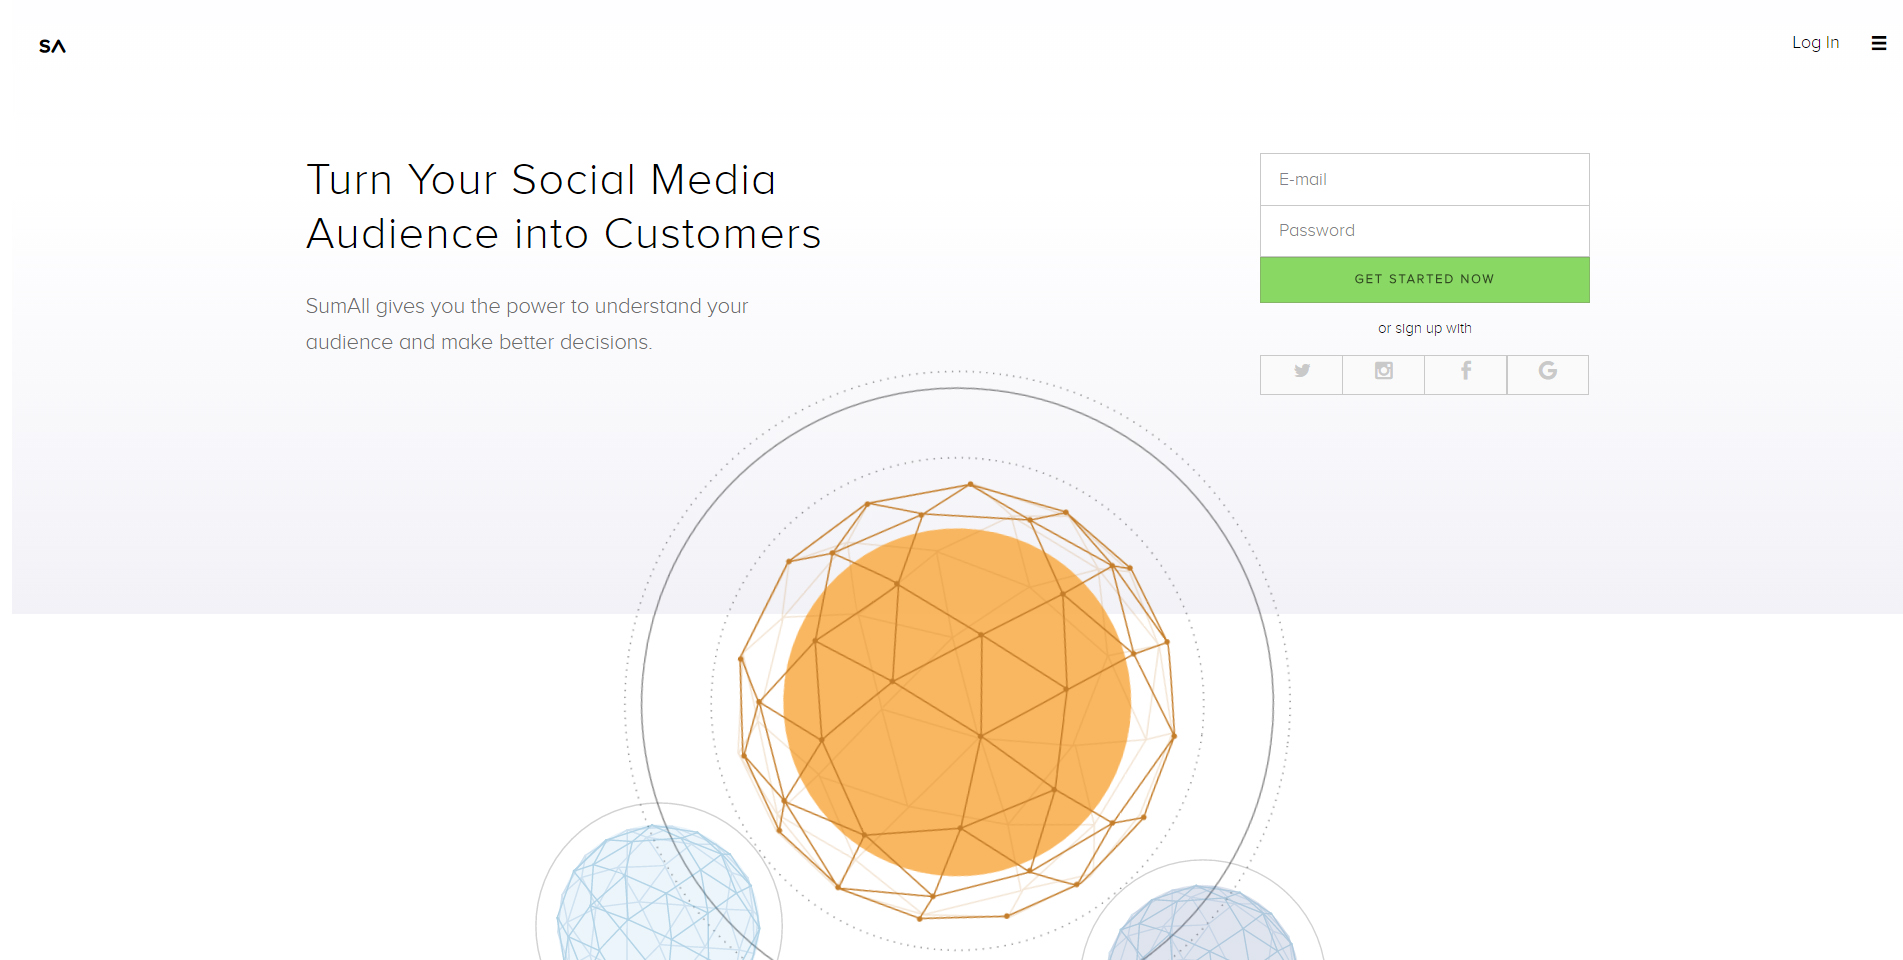 SΛ
Log In
Turn Your Social Media
Audience into Customers
SumAll gives you the power to understand your
audience and make better decisions.
E-mail
Password
GET STARTED NOW
or sign up with